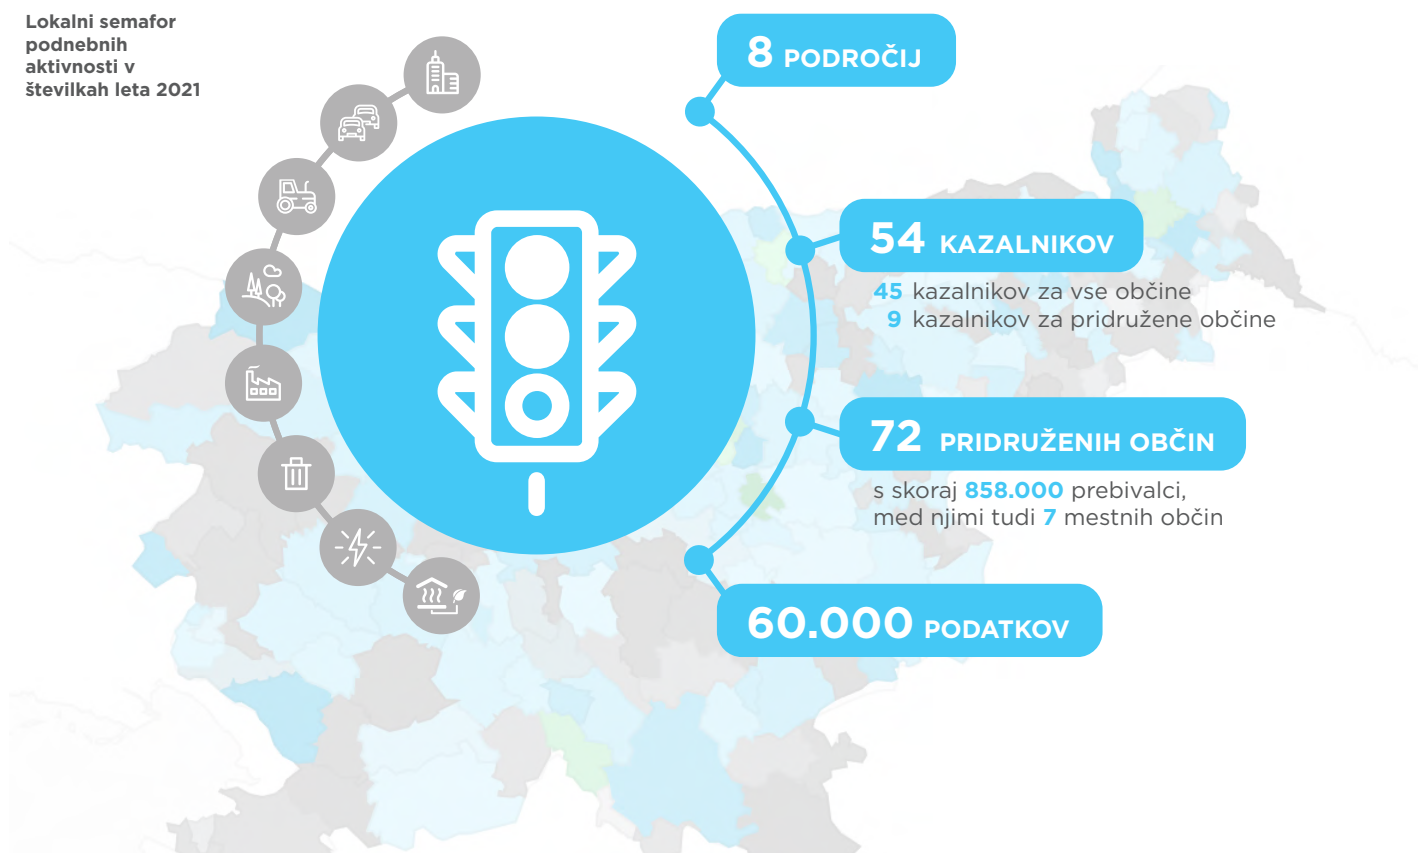 Lokalni semafor
podnebnih
aktivnosti v
številkah leta 2021
8 PODROČIJ
54 KAZALNIKOV
45 kazalnikov za vse občine
9 kazalnikov za pridružene občine
72 PRIDRUŽENIH OBČIN
s skoraj 858.000 prebivalci,
med njimi tudi 7 mestnih občin
60.000 PODATKOV